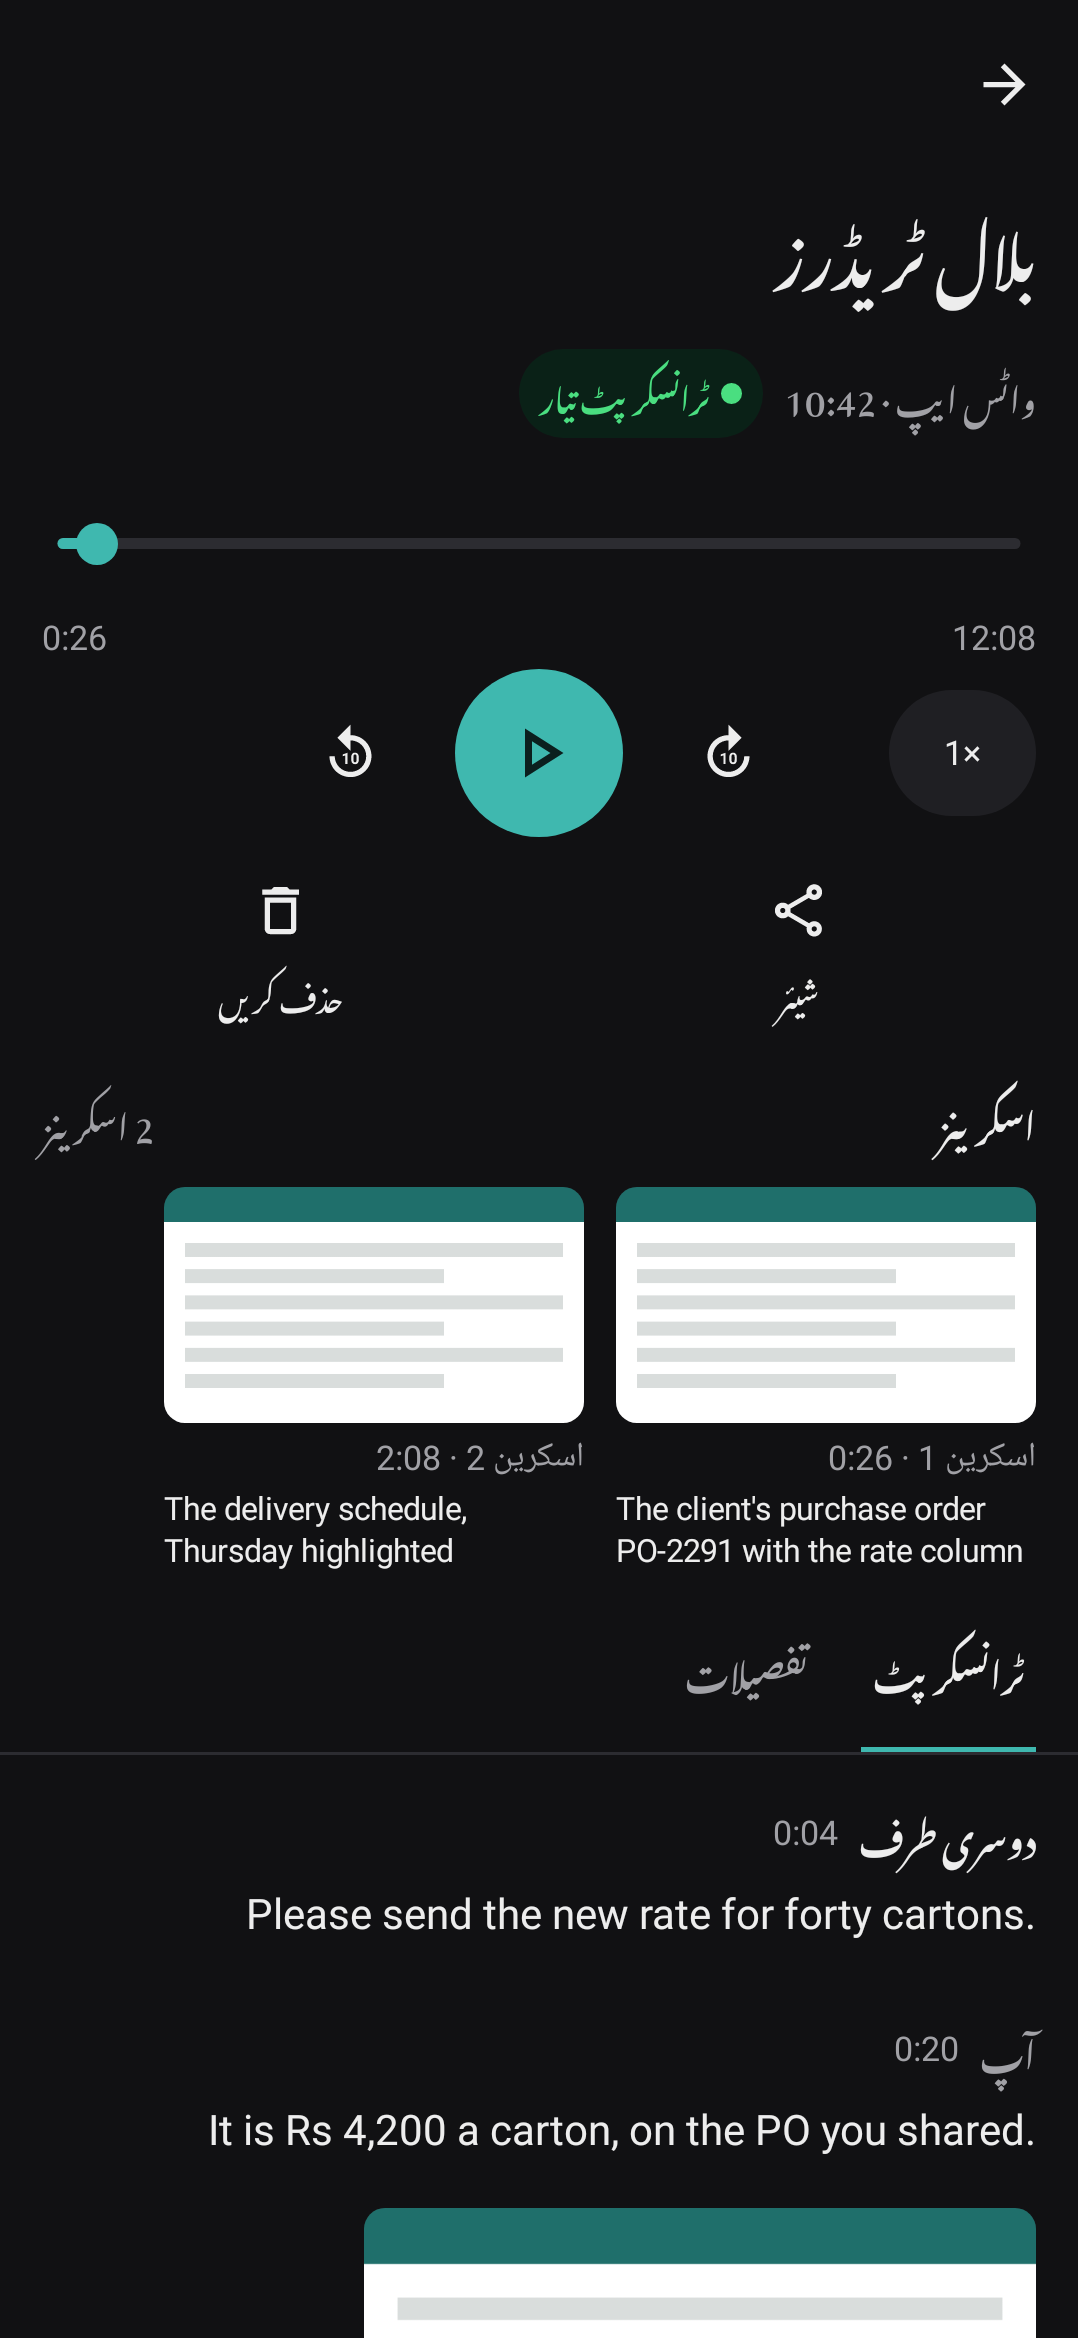 بلال ٹریڈرز
واٹس ایپ · 10:42
ٹرانسکرپٹ تیار
0:26
12:08
10
10
1×
شیئر
حذف کریں
اسکرینز
2 اسکرینز
اسکرین 1 · 0:26
The client's purchase order
PO-2291 with the rate column
اسکرین 2 · 2:08
The delivery schedule,
Thursday highlighted
ٹرانسکرپٹ
تفصیلات
دوسری طرف 0:04
Please send the new rate for forty cartons.
آپ 0:20
It is Rs 4,200 a carton, on the PO you shared.